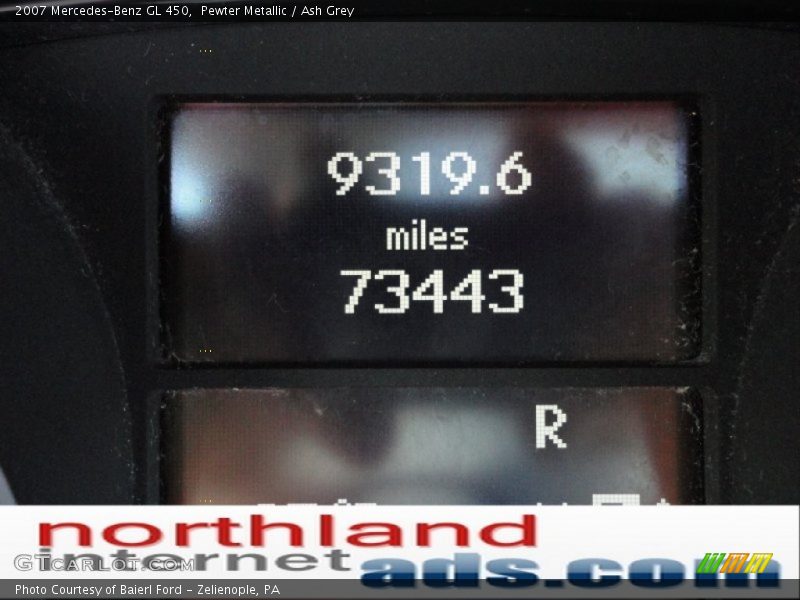 2007 Mercedes-Benz GL 450, Pewter Metallic / Ash Grey
9319.6
miles
73443
R
northland
internet
ads.com
GTCARLOT.COM
Photo Courtesy of Baierl Ford - Zelienople, PA